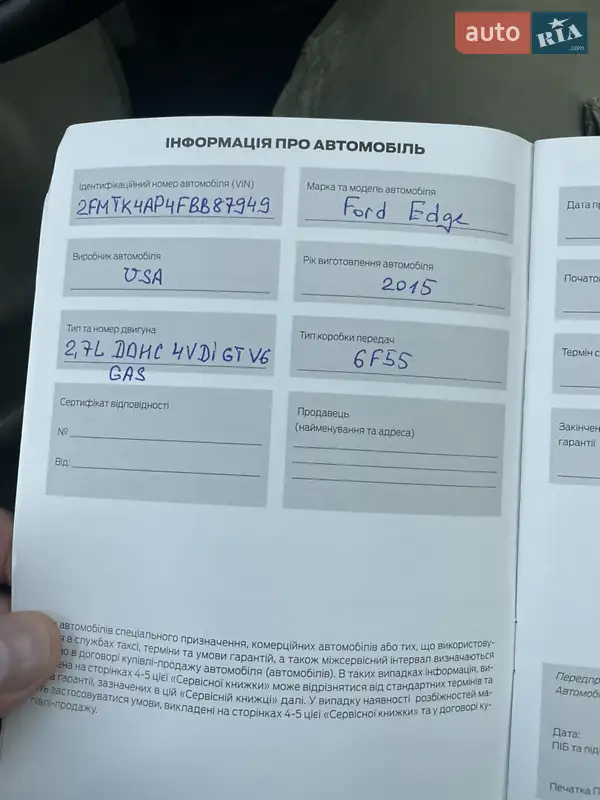 auto RIA .com
ІНФОРМАЦІЯ ПРО АВТОМОБІЛЬ
Ідентифікаційний номер автомобіля (VIN)
2FMTK4AP4FBB87949
Марка та модель автомобіля
Ford Edge
Виробник автомобіля
USA
Рік виготовлення автомобіля
2015
Тип та номер двигуна
2,7L DOHC 4VDi GT V6
GAS
Тип коробки передач
6F55
Сертифікат відповідності
№
Від:
Продавець
(найменування та адреса)
автомобілів спеціального призначення, комерційних автомобілів або тих, що використову-
я в службах таксі, терміни та умови гарантій, а також міжсервісний інтервал визначаються
в договорі купівлі-продажу автомобіля (автомобілів). В таких випадках інформація, ви-
на сторінках 4-5 цієї «Сервісної книжки» може відрізнятися від стандартних термінів та
гарантії, зазначених в цій «Сервісній книжці» далі. У випадку наявності розбіжностей ма-
ть застосовуватися умови, викладені на сторінках 4-5 цієї «Сервісної книжки» та у договорі ку-
півлі-продажу.
Дата пр
Почато
Термін с
Закінчен
гарантії
Передпр
Автомобі
Дата:
ПІБ та під
Печатка П